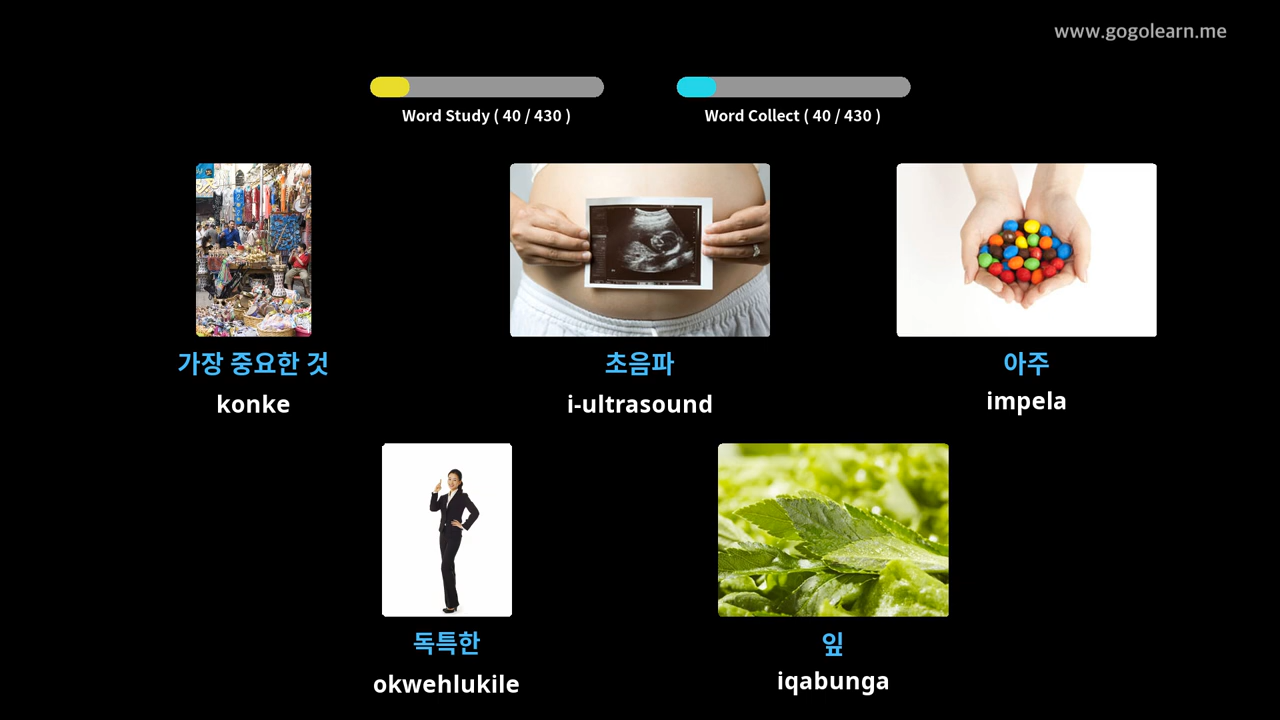 www.gogolearn.me
Word Study ( 40 / 430 )
Word Collect ( 40 / 430 )
가장 중요한 것
konke
초음파
i-ultrasound
아주
impela
독특한
okwehlukile
잎
iqabunga